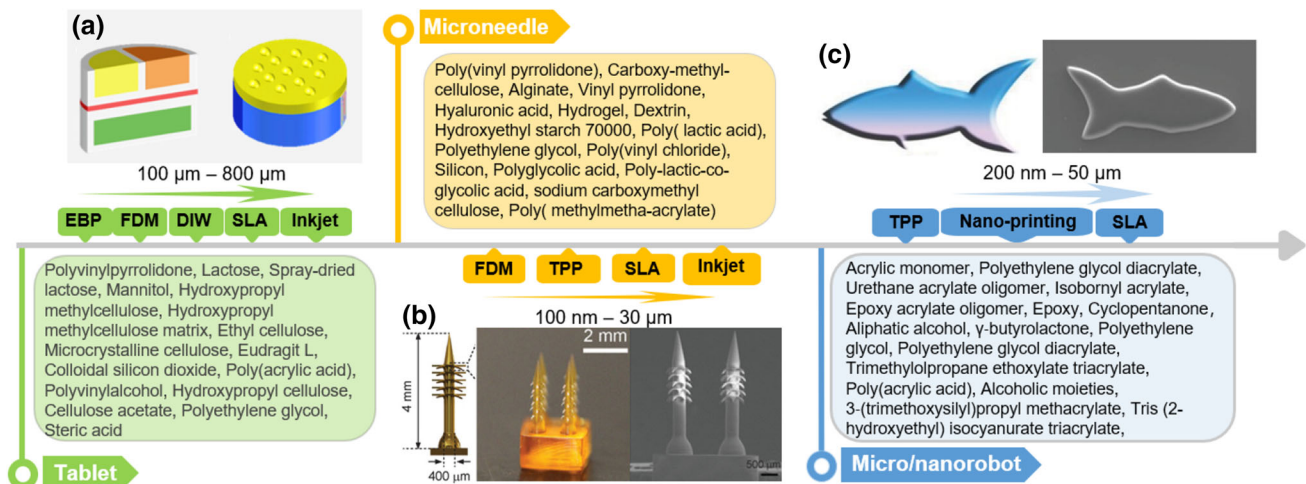 (a)
100 µm – 800 µm
EBP FDM DIW SLA Inkjet
Polyvinylpyrrolidone, Lactose, Spray-dried
lactose, Mannitol, Hydroxypropyl
methylcellulose, Hydroxypropyl
methylcellulose matrix, Ethyl cellulose,
Microcrystalline cellulose, Eudragit L,
Colloidal silicon dioxide, Poly(acrylic acid),
Polyvinylalcohol, Hydroxypropyl cellulose,
Cellulose acetate, Polyethylene glycol,
Steric acid
Tablet
Microneedle
Poly(vinyl pyrrolidone), Carboxy-methyl-
cellulose, Alginate, Vinyl pyrrolidone,
Hyaluronic acid, Hydrogel, Dextrin,
Hydroxyethyl starch 70000, Poly( lactic acid),
Polyethylene glycol, Poly(vinyl chloride),
Silicon, Polyglycolic acid, Poly-lactic-co-
glycolic acid, sodium carboxymethyl
cellulose, Poly( methylmetha-acrylate)
FDM TPP SLA Inkjet
100 nm – 30 µm
(b)
4 mm
400 µm
2 mm
500 µm
(c)
200 nm – 50 µm
TPP Nano-printing SLA
Acrylic monomer, Polyethylene glycol diacrylate,
Urethane acrylate oligomer, Isobornyl acrylate,
Epoxy acrylate oligomer, Epoxy, Cyclopentanone,
Aliphatic alcohol, γ-butyrolactone, Polyethylene
glycol, Polyethylene glycol diacrylate,
Trimethylolpropane ethoxylate triacrylate,
Poly(acrylic acid), Alcoholic moieties,
3-(trimethoxysilyl)propyl methacrylate, Tris (2-
hydroxyethyl) isocyanurate triacrylate,
Micro/nanorobot